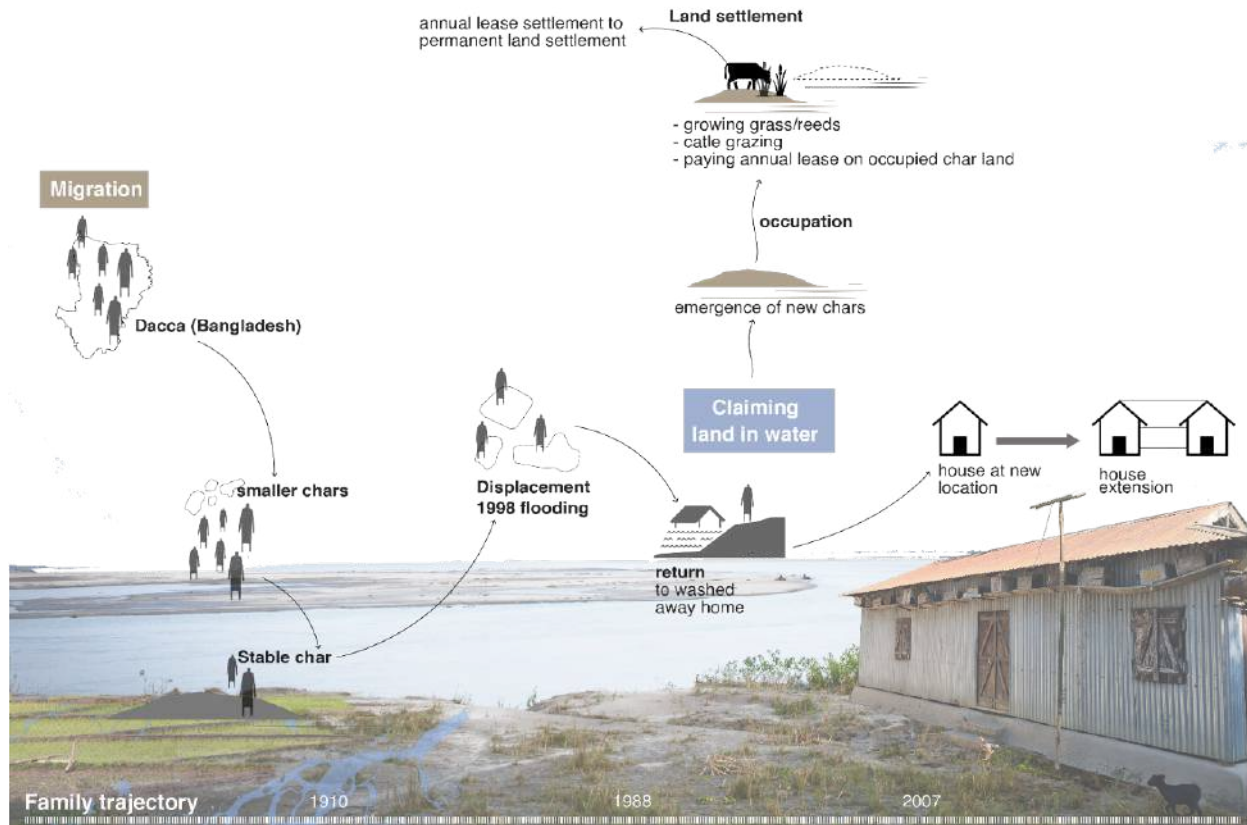 Land settlement
annual lease settlement to
permanent land settlement
- growing grass/reeds
- catle grazing
- paying annual lease on occupied char land
Migration
occupation
Dacca (Bangladesh)
emergence of new chars
Claiming
land in water
smaller chars
Displacement
1998 flooding
house at new
location
house
extension
return
to washed
away home
Stable char
Family trajectory
1910
1988
2007